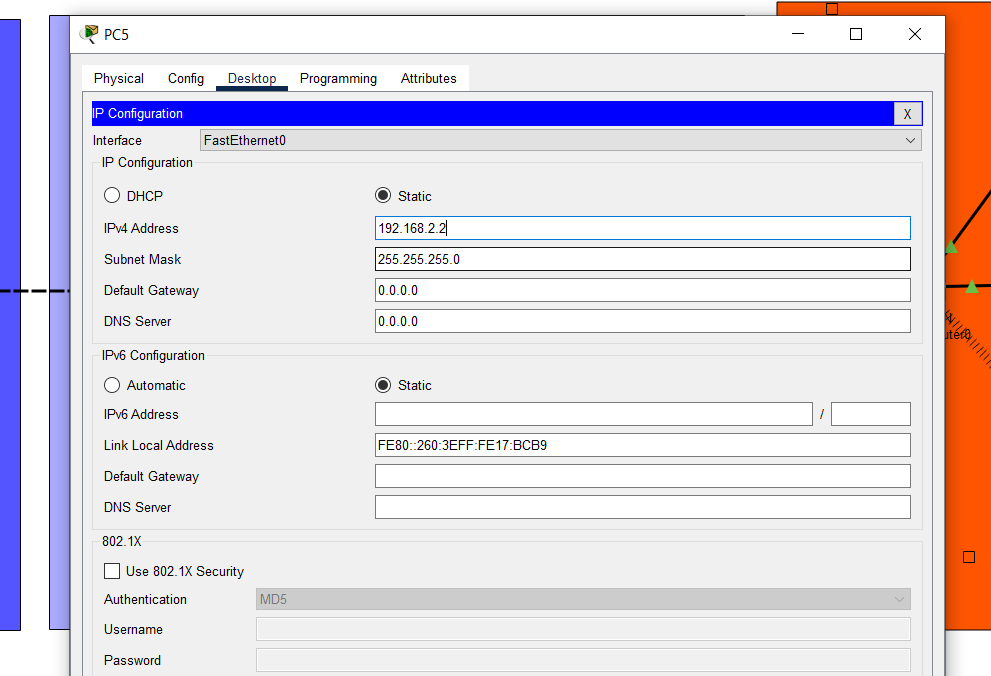 PC5
Physical Config Desktop Programming Attributes
IP Configuration X
Interface FastEthernet0
IP Configuration
DHCP Static
IPv4 Address 192.168.2.2
Subnet Mask 255.255.255.0
Default Gateway 0.0.0.0
DNS Server 0.0.0.0
IPv6 Configuration
Automatic Static
IPv6 Address /
Link Local Address FE80::260:3EFF:FE17:BCB9
Default Gateway
DNS Server
802.1X
Use 802.1X Security
Authentication MD5
Username
Password